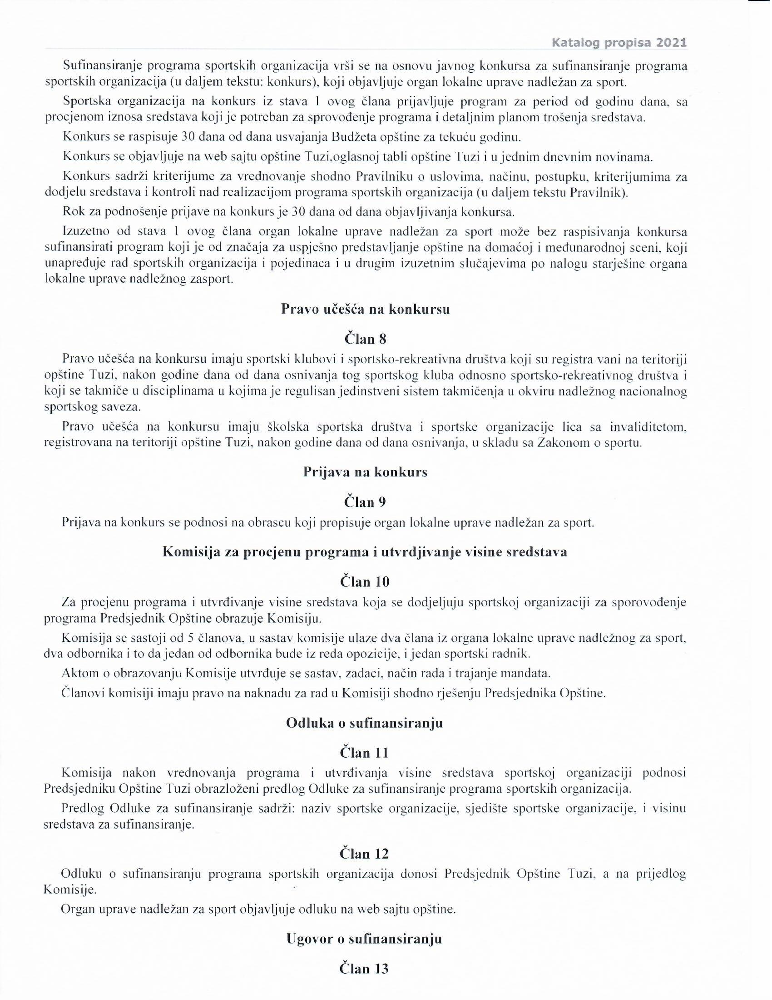 Katalog propisa 2021
Sufinansiranje programa sportskih organizacija vrši se na osnovu javnog konkursa za sufinansiranje programa
sportskih organizacija (u daljem tekstu: konkurs), koji objavljuje organ lokalne uprave nadležan za sport.
Sportska organizacija na konkurs iz stava 1 ovog člana prijavljuje program za period od godinu dana, sa
procjenom iznosa sredstava koji je potreban za sprovođenje programa i detaljnim planom trošenja sredstava.
Konkurs se raspisuje 30 dana od dana usvajanja Budžeta opštine za tekuću godinu.
Konkurs se objavljuje na web sajtu opštine Tuzi,oglasnoj tabli opštine Tuzi i u jednim dnevnim novinama.
Konkurs sadrži kriterijume za vrednovanje shodno Pravilniku o uslovima, načinu, postupku, kriterijumima za
dodjelu sredstava i kontroli nad realizacijom programa sportskih organizacija (u daljem tekstu Pravilnik).
Rok za podnošenje prijave na konkurs je 30 dana od dana objavljivanja konkursa.
Izuzetno od stava 1 ovog člana organ lokalne uprave nadležan za sport može bez raspisivanja konkursa
sufinansirati program koji je od značaja za uspješno predstavljanje opštine na domaćoj i međunarodnoj sceni, koji
unapređuje rad sportskih organizacija i pojedinaca i u drugim izuzetnim slučajevima po nalogu starješine organa
lokalne uprave nadležnog zasport.
Pravo učešća na konkursu
Član 8
Pravo učešća na konkursu imaju sportski klubovi i sportsko-rekreativna društva koji su registra vani na teritoriji
opštine Tuzi, nakon godine dana od dana osnivanja tog sportskog kluba odnosno sportsko-rekreativnog društva i
koji se takmiče u disciplinama u kojima je regulisan jedinstveni sistem takmičenja u okviru nadležnog nacionalnog
sportskog saveza.
Pravo učešća na konkursu imaju školska sportska društva i sportske organizacije lica sa invaliditetom,
registrovana na teritoriji opštine Tuzi, nakon godine dana od dana osnivanja, u skladu sa Zakonom o sportu.
Prijava na konkurs
Član 9
Prijava na konkurs se podnosi na obrascu koji propisuje organ lokalne uprave nadležan za sport.
Komisija za procjenu programa i utvrdjivanje visine sredstava
Član 10
Za procjenu programa i utvrđivanje visine sredstava koja se dodjeljuju sportskoj organizaciji za sporovođenje
programa Predsjednik Opštine obrazuje Komisiju.
Komisija se sastoji od 5 članova, u sastav komisije ulaze dva člana iz organa lokalne uprave nadležnog za sport,
dva odbornika i to da jedan od odbornika bude iz reda opozicije, i jedan sportski radnik.
Aktom o obrazovanju Komisije utvrđuje se sastav, zadaci, način rada i trajanje mandata.
Članovi komisiji imaju pravo na naknadu za rad u Komisiji shodno rješenju Predsjednika Opštine.
Odluka o sufinansiranju
Član 11
Komisija nakon vrednovanja programa i utvrđivanja visine sredstava sportskoj organizaciji podnosi
Predsjedniku Opštine Tuzi obrazloženi predlog Odluke za sufinansiranje programa sportskih organizacija.
Predlog Odluke za sufinansiranje sadrži: naziv sportske organizacije, sjedište sportske organizacije, i visinu
sredstava za sufinansiranje.
Član 12
Odluku o sufinansiranju programa sportskih organizacija donosi Predsjednik Opštine Tuzi, a na prijedlog
Komisije.
Organ uprave nadležan za sport objavljuje odluku na web sajtu opštine.
Ugovor o sufinansiranju
Član 13